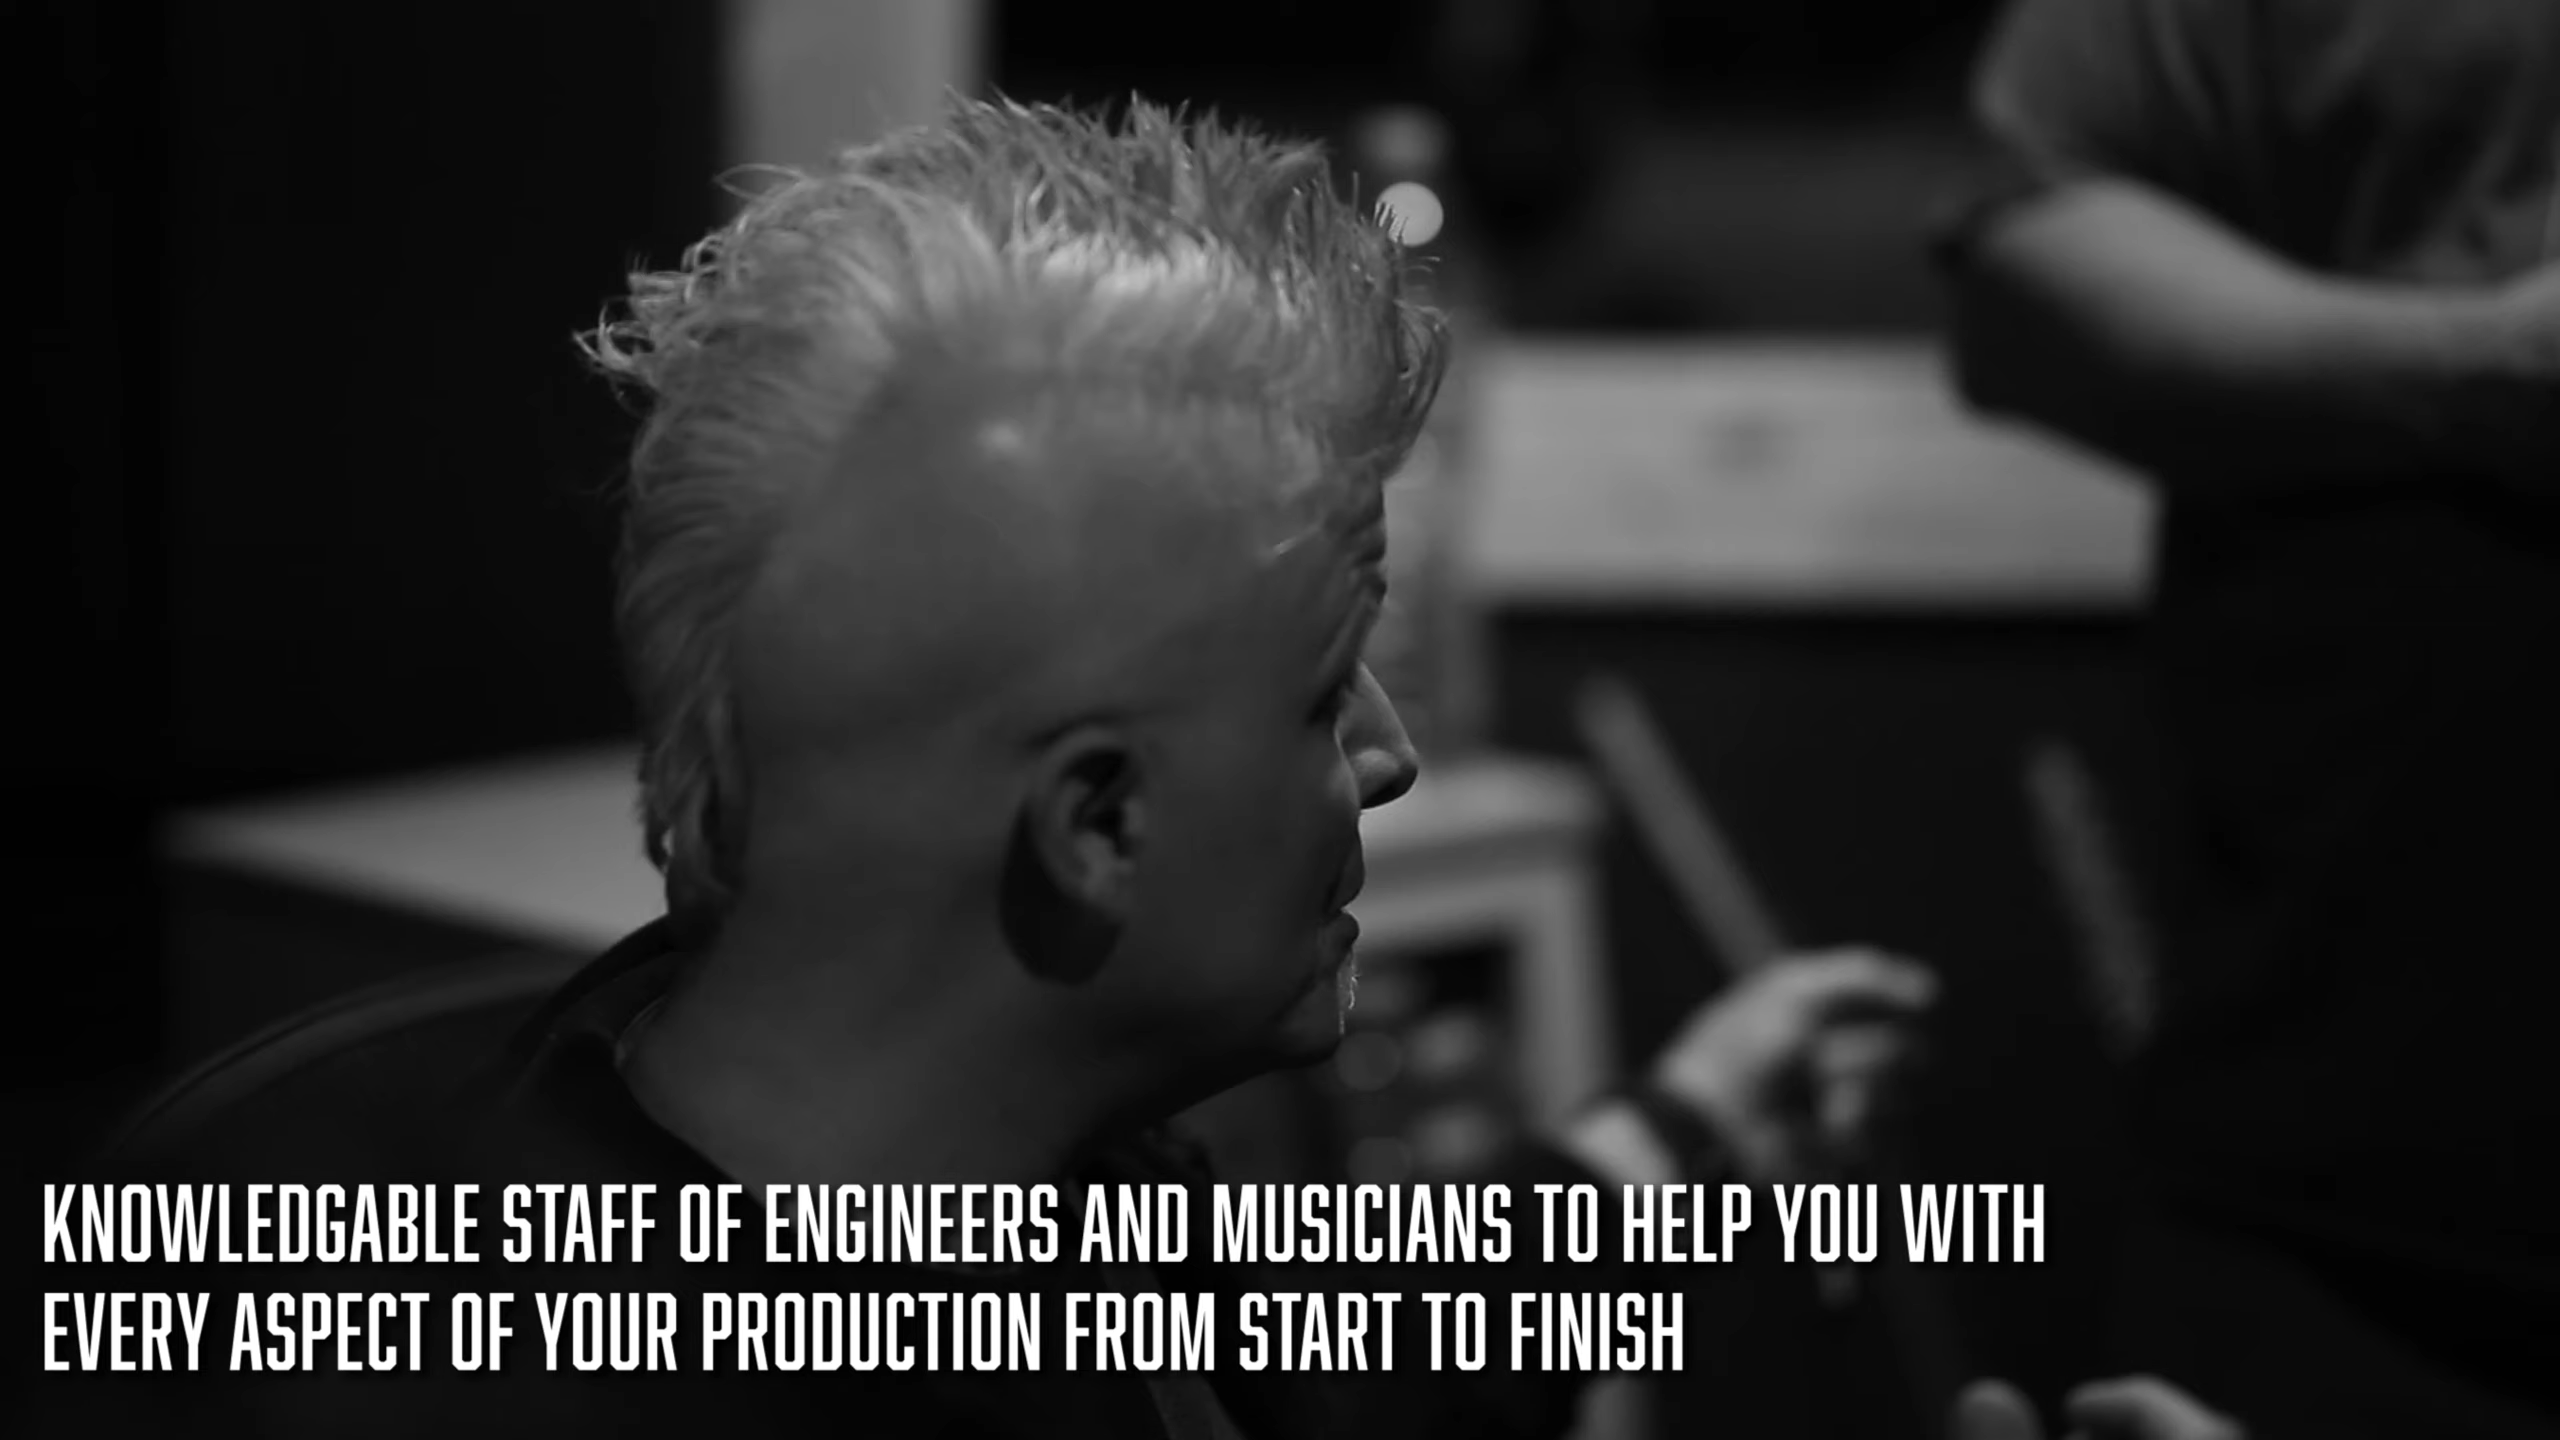 KNOWLEDGABLE STAFF OF ENGINEERS AND MUSICIANS TO HELP YOU WITH
EVERY ASPECT OF YOUR PRODUCTION FROM START TO FINISH